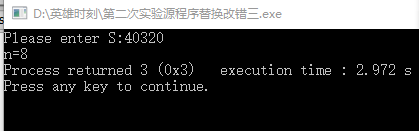 D:\英雄时刻\第二次实验源程序替换改错三.exe
Please enter S:40320
n=8
Process returned 3 (0x3)   execution time : 2.972 s
Press any key to continue.